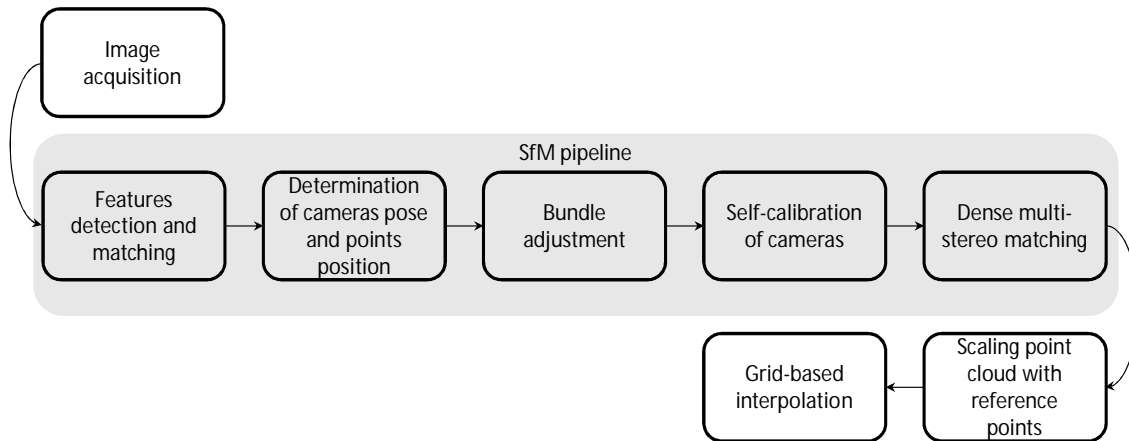 Image
acquisition
SfM pipeline
Features
detection and
matching
Determination
of cameras pose
and points
position
Bundle
adjustment
Self-calibration
of cameras
Dense multi-
stereo matching
Scaling point
cloud with
reference
points
Grid-based
interpolation